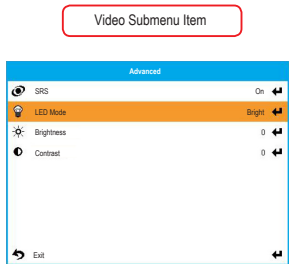 Video Submenu Item
Advanced
SRS On
LED Mode Bright
Brightness 0
Contrast 0
Exit